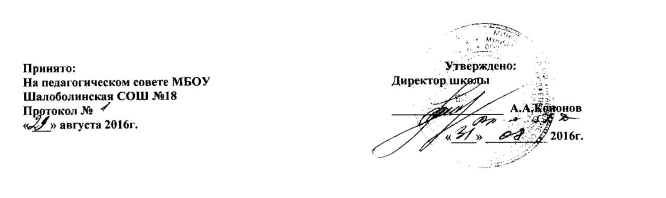 Принято:
На педагогическом совете МБОУ
Шалоболинская СОШ №18
Протокол № 1
«29» августа 2016г.
Утверждено:
Директор школы
А.А.Кононов
«31» 08 2016г.